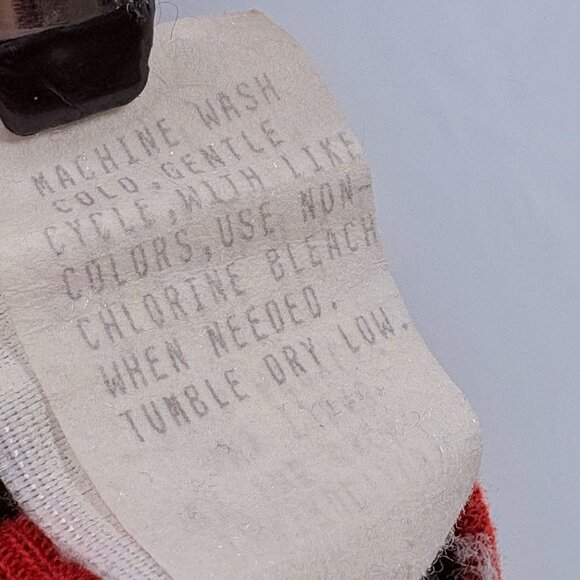 MACHINE WASH
COLD, GENTLE
CYCLE, WITH LIKE
COLORS, USE NON-
CHLORINE BLEACH
WHEN NEEDED.
TUMBLE DRY LOW.